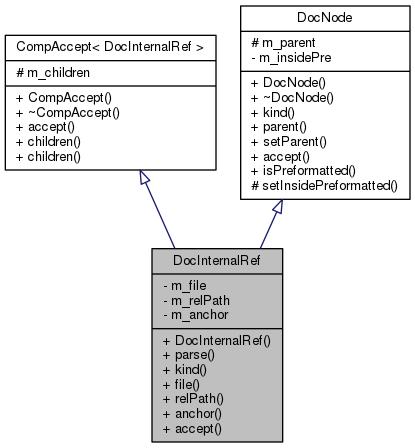 CompAccept< DocInternalRef >
# m_children
+ CompAccept()
+ ~CompAccept()
+ accept()
+ children()
+ children()
DocNode
# m_parent
- m_insidePre
+ DocNode()
+ ~DocNode()
+ kind()
+ parent()
+ setParent()
+ accept()
+ isPreformatted()
# setInsidePreformatted()
DocInternalRef
- m_file
- m_relPath
- m_anchor
+ DocInternalRef()
+ parse()
+ kind()
+ file()
+ relPath()
+ anchor()
+ accept()